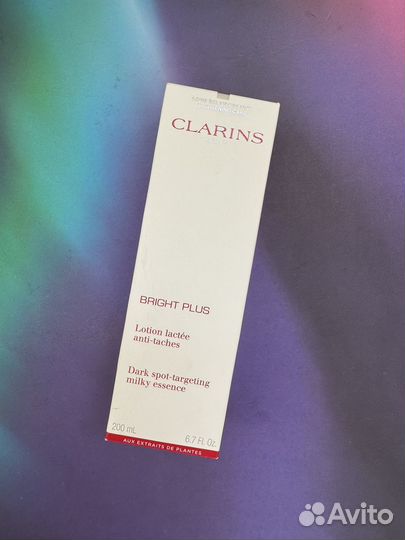 CLARINS
BRIGHT PLUS
Lotion lactée
anti-taches
Dark spot-targeting
milky essence
200 mL 6.7 Fl. Oz.
AUX EXTRAITS DE PLANTES
Avito